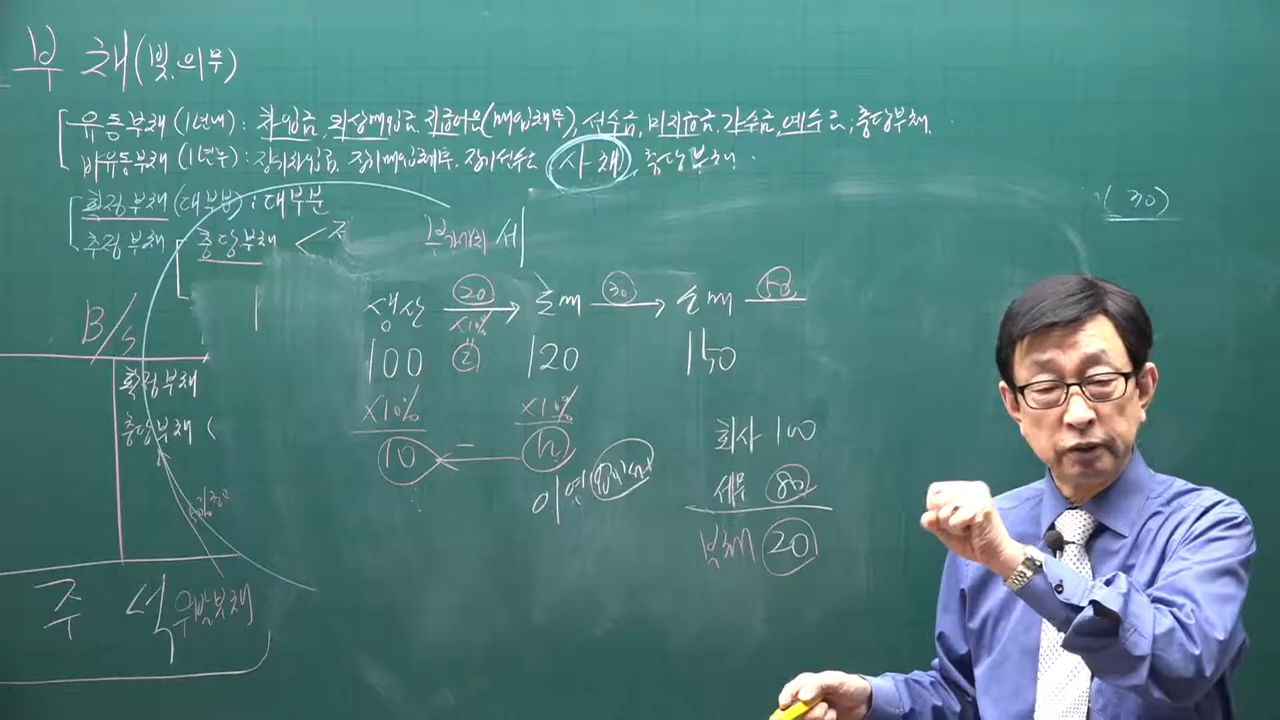 부채(빚.의무)
유동부채(1년내): 차입금, 외상매입금, 지급어음(매입채무), 선수금, 미지급금, 가수금, 예수금, 충당부채.
비유동부채(1년후): 장기차입금, 장기매입채무, 장기선수금 사채, 충당부채.
확정부채(대부분): 대부분
추정부채 충당부채 <
부가가치세
( 30)
생산 20 도매 30 소매 50
×10%
100 2 120 150
×10% ×10%
10 - 12
B/S
확정부채
충당부채 (
회사 100
이연
세무 80
부채 20
주석 우발부채